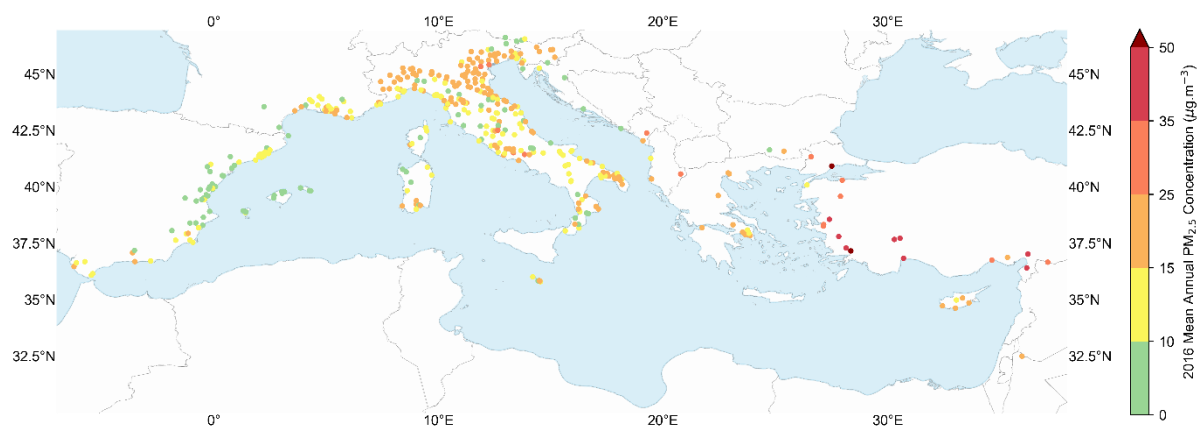 0° 10°E 20°E 30°E
45°N 45°N
42.5°N 42.5°N
40°N 40°N
37.5°N 37.5°N
35°N 35°N
32.5°N 32.5°N
0° 10°E 20°E 30°E
50
35
25
15
10
0
2016 Mean Annual PM₂.₅ Concentration (μg.m⁻³)